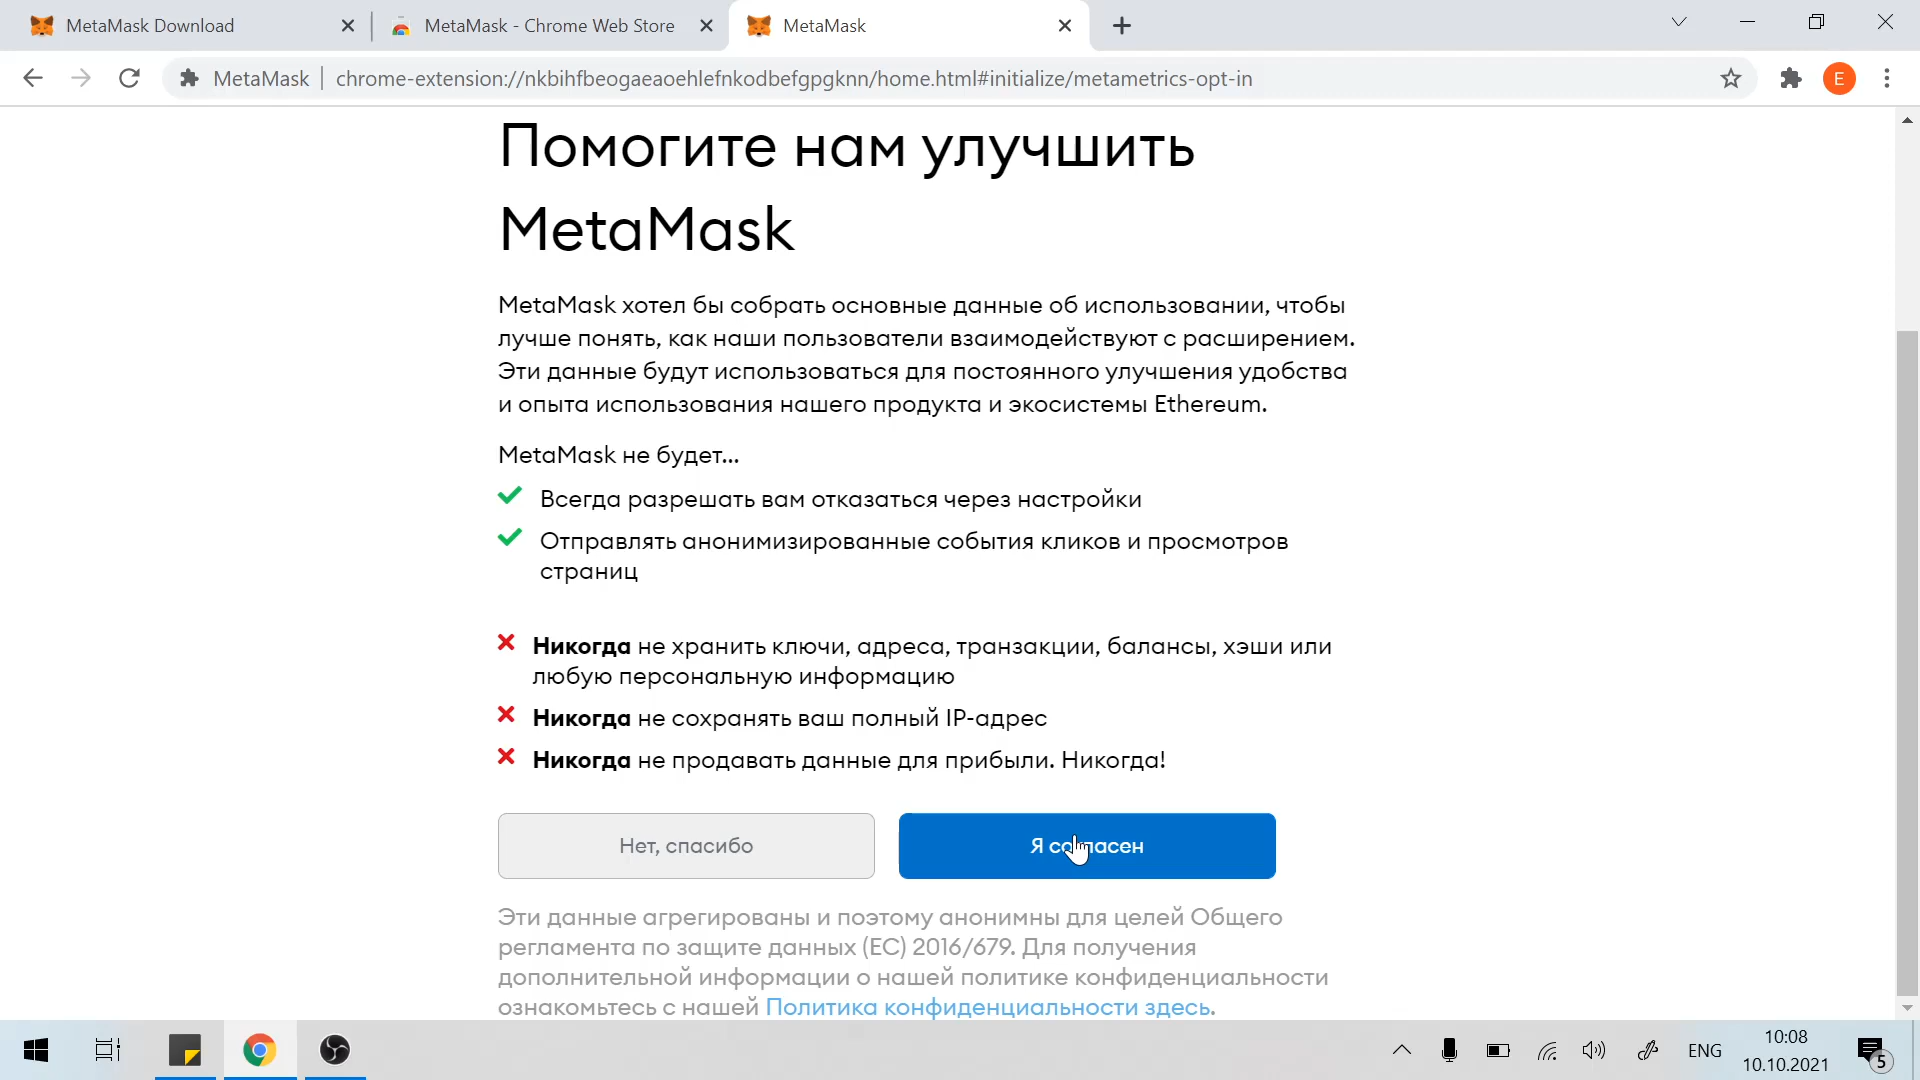 MetaMask Download
MetaMask - Chrome Web Store
MetaMask
MetaMask
chrome-extension://nkbihfbeogaeaoehlefnkodbefgpgknn/home.html#initialize/metametrics-opt-in
E
Помогите нам улучшить
MetaMask
MetaMask хотел бы собрать основные данные об использовании, чтобы
лучше понять, как наши пользователи взаимодействуют с расширением.
Эти данные будут использоваться для постоянного улучшения удобства
и опыта использования нашего продукта и экосистемы Ethereum.
MetaMask не будет...
Всегда разрешать вам отказаться через настройки
Отправлять анонимизированные события кликов и просмотров
страниц
Никогда не хранить ключи, адреса, транзакции, балансы, хэши или
любую персональную информацию
Никогда не сохранять ваш полный IP-адрес
Никогда не продавать данные для прибыли. Никогда!
Нет, спасибо
Я согласен
Эти данные агрегированы и поэтому анонимны для целей Общего
регламента по защите данных (ЕС) 2016/679. Для получения
дополнительной информации о нашей политике конфиденциальности
ознакомьтесь с нашей Политика конфиденциальности здесь.
ENG
10:08
10.10.2021
5